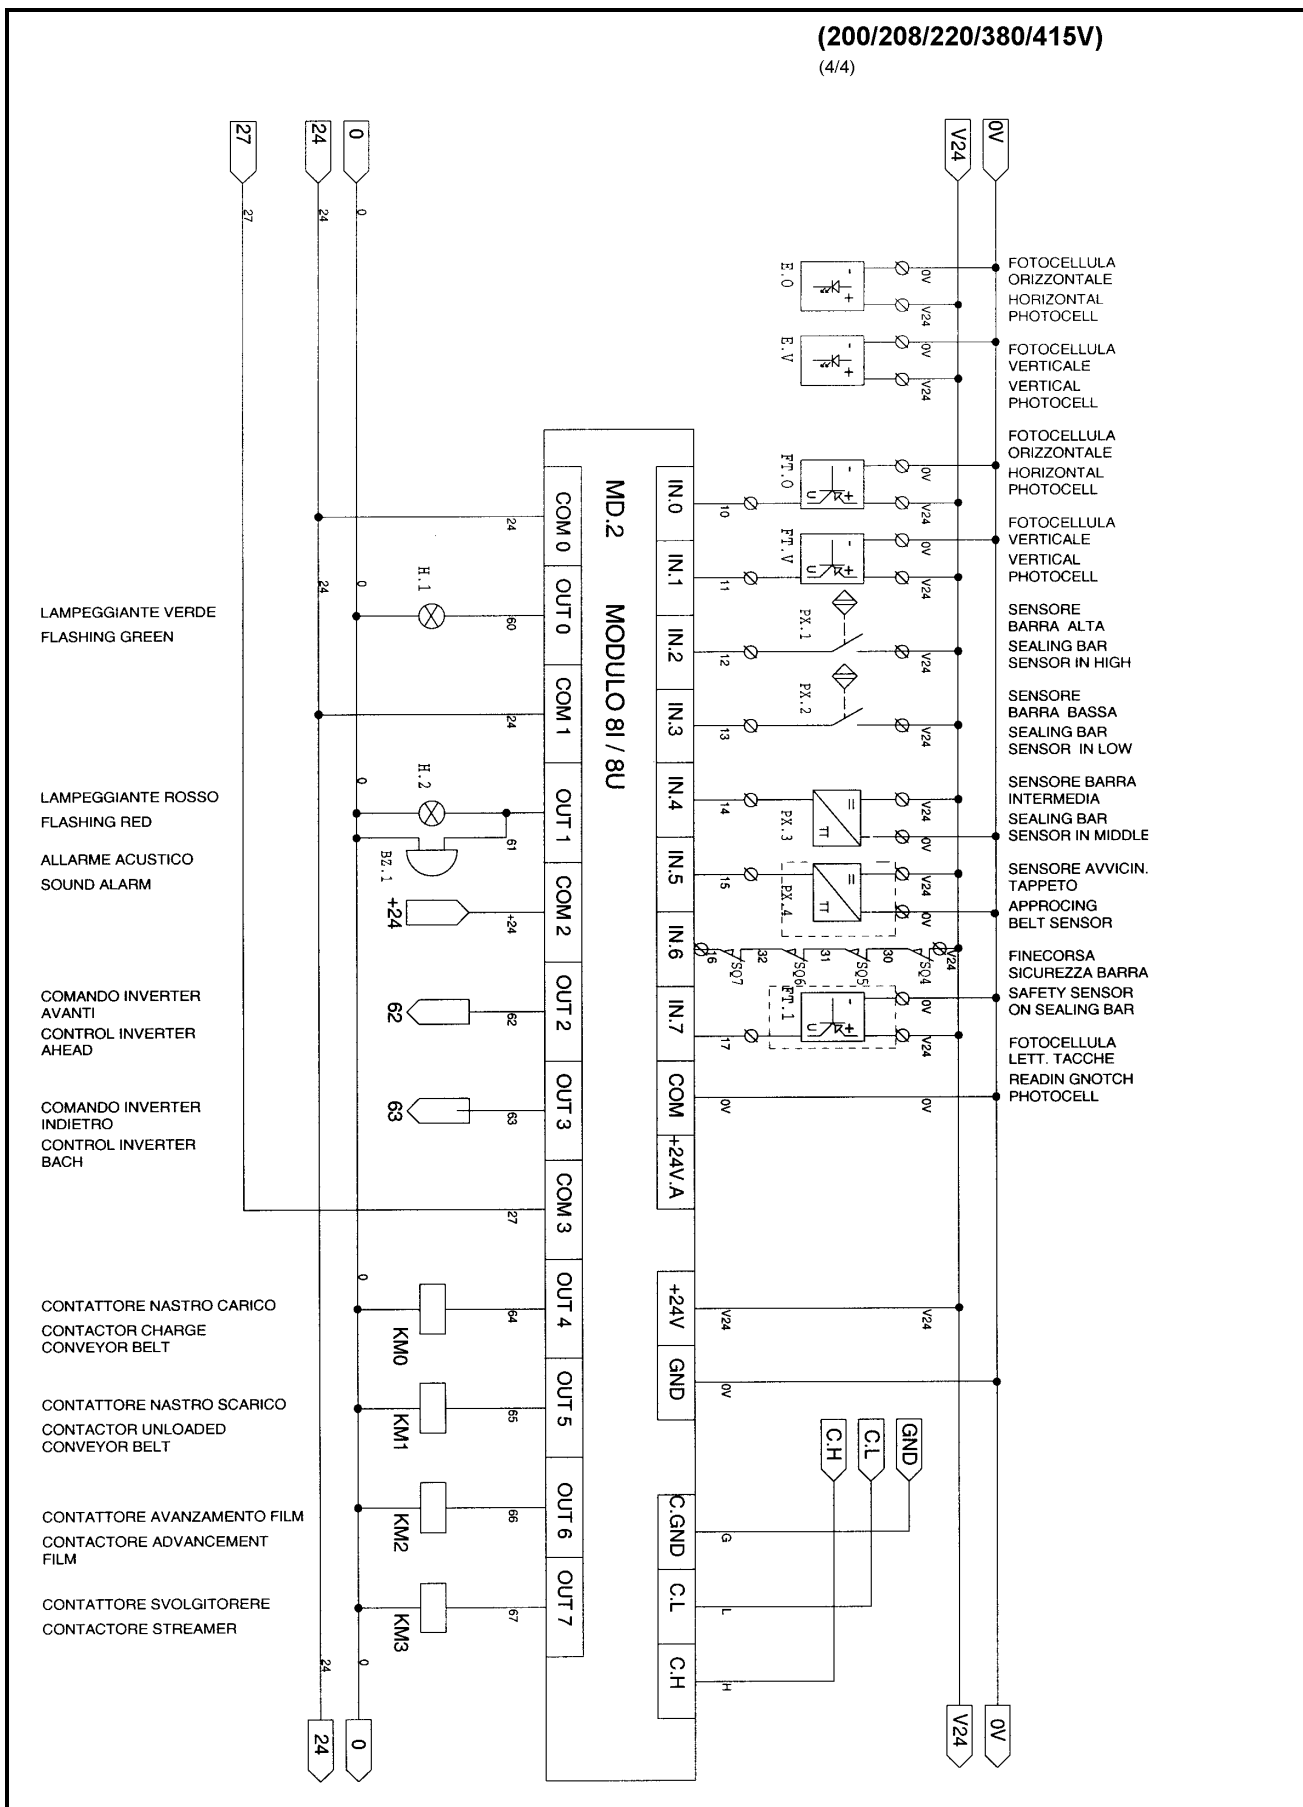 (200/208/220/380/415V)
(4/4)
27
24
0
V24
0V
27
24
0
E.O
-
+
0V
V24
FOTOCELLULA
ORIZZONTALE
HORIZONTAL
PHOTOCELL
E.V
-
+
0V
V24
FOTOCELLULA
VERTICALE
VERTICAL
PHOTOCELL
MD.2 MODULO 8I / 8U
COM 0
24
IN.0
10
FT.O
U
-
+
0V
V24
FOTOCELLULA
ORIZZONTALE
HORIZONTAL
PHOTOCELL
LAMPEGGIANTE VERDE
FLASHING GREEN
24
0
H.1
60
OUT 0
IN.1
11
FT.V
U
-
+
0V
V24
FOTOCELLULA
VERTICALE
VERTICAL
PHOTOCELL
COM 1
24
IN.2
12
PX.1
V24
SENSORE
BARRA ALTA
SEALING BAR
SENSOR IN HIGH
IN.3
13
PX.2
V24
SENSORE
BARRA BASSA
SEALING BAR
SENSOR IN LOW
LAMPEGGIANTE ROSSO
FLASHING RED
ALLARME ACUSTICO
SOUND ALARM
0
H.2
BZ.1
61
OUT 1
IN.4
14
PX.3
V24
0V
SENSORE BARRA
INTERMEDIA
SEALING BAR
SENSOR IN MIDDLE
+24
+24
COM 2
IN.5
15
PX.4
V24
0V
SENSORE AVVICIN.
TAPPETO
APPROCING
BELT SENSOR
IN.6
16
SQ7
32
SQ6
31
SQ5
30
SQ4
V24
FINECORSA
SICUREZZA BARRA
SAFETY SENSOR
ON SEALING BAR
COMANDO INVERTER
AVANTI
CONTROL INVERTER
AHEAD
62
62
OUT 2
IN.7
17
FT.1
U
-
+
0V
V24
FOTOCELLULA
LETT. TACCHE
READIN GNOTCH
PHOTOCELL
COMANDO INVERTER
INDIETRO
CONTROL INVERTER
BACH
63
63
OUT 3
COM
0V
0V
+24V.A
COM 3
27
CONTATTORE NASTRO CARICO
CONTACTOR CHARGE
CONVEYOR BELT
0
KM0
64
OUT 4
+24V
V24
V24
CONTATTORE NASTRO SCARICO
CONTACTOR UNLOADED
CONVEYOR BELT
KM1
65
OUT 5
GND
0V
C.H
C.L
GND
CONTATTORE AVANZAMENTO FILM
CONTACTORE ADVANCEMENT
FILM
KM2
66
OUT 6
C.GND
G
CONTATTORE SVOLGITORERE
CONTACTORE STREAMER
KM3
67
OUT 7
C.L
L
C.H
H
24
0
24
0
V24
0V